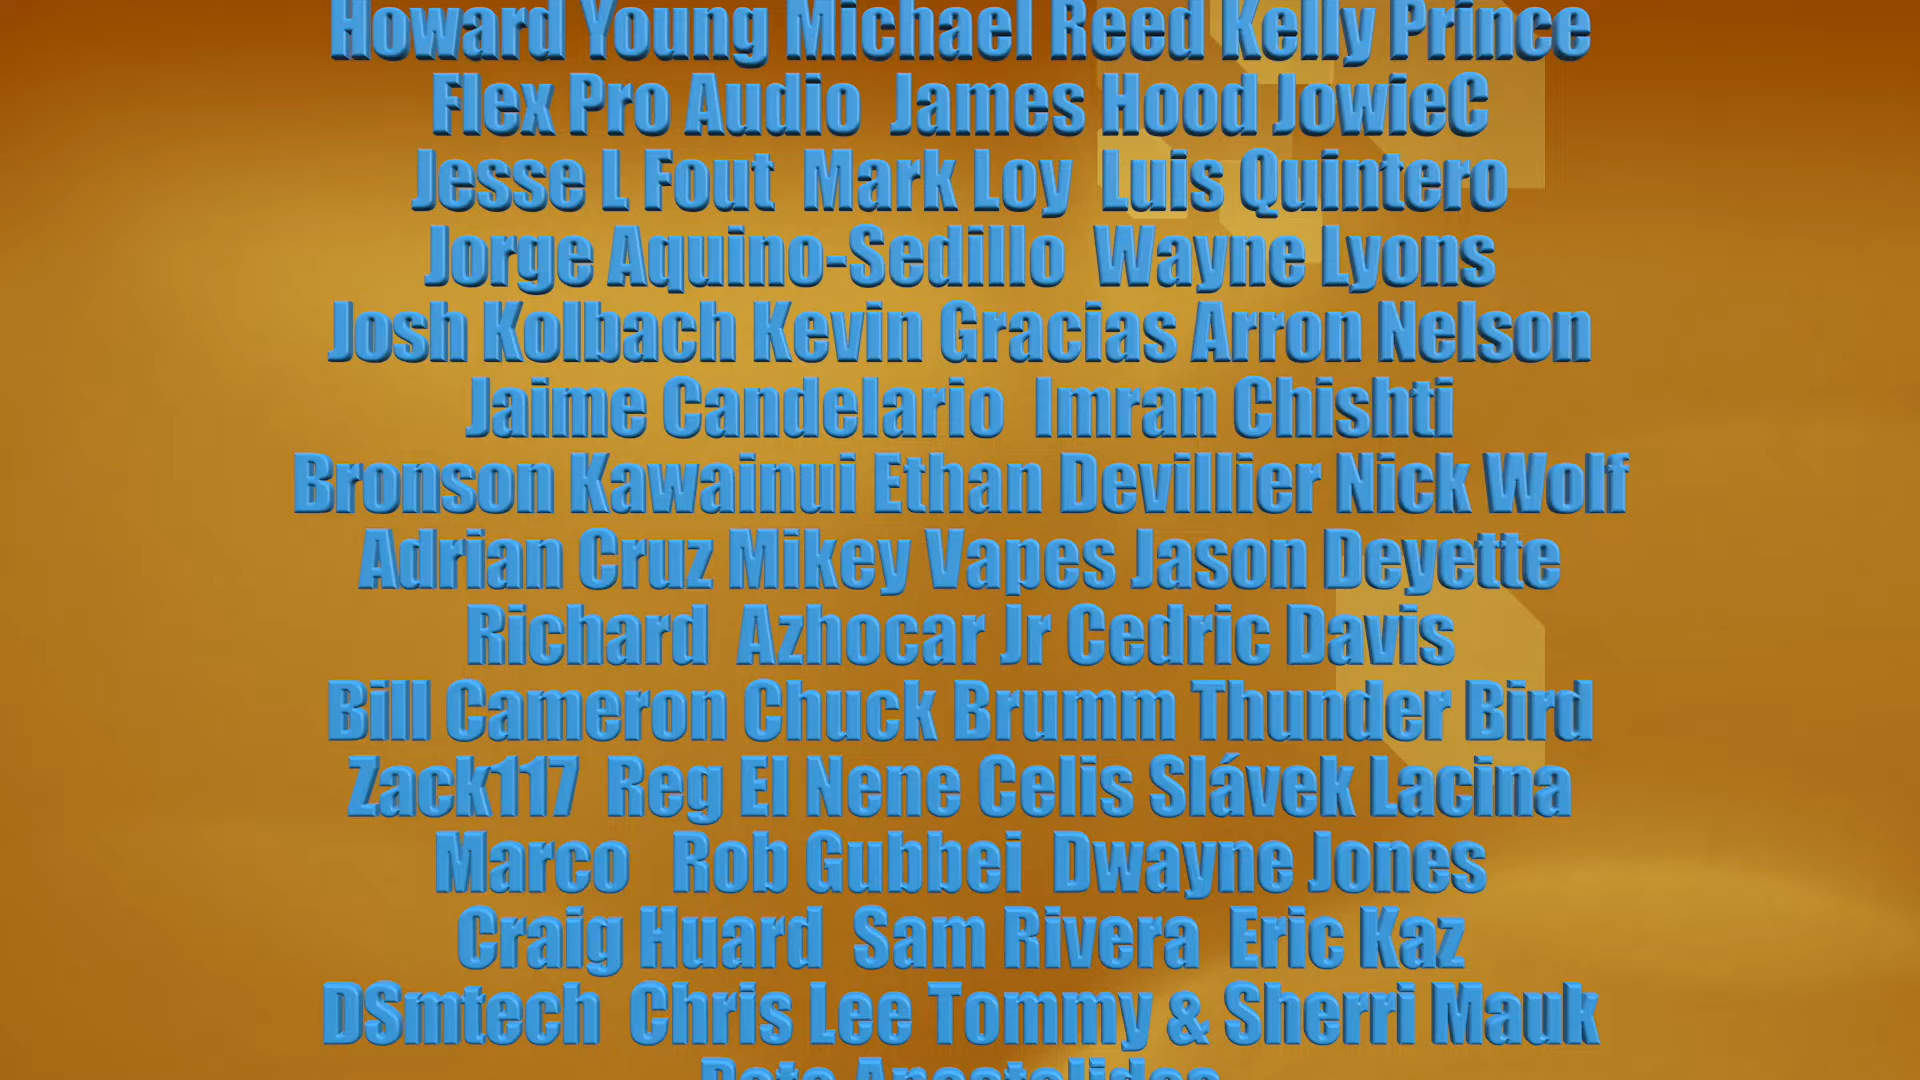 Howard Young Michael Reed Kelly Prince
Flex Pro Audio James Hood JowieC
Jesse L Fout Mark Loy Luis Quintero
Jorge Aquino-Sedillo Wayne Lyons
Josh Kolbach Kevin Gracias Arron Nelson
Jaime Candelario Imran Chishti
Bronson Kawainui Ethan Devillier Nick Wolf
Adrian Cruz Mikey Vapes Jason Deyette
Richard Azhocar Jr Cedric Davis
Bill Cameron Chuck Brumm Thunder Bird
Zack117 Reg El Nene Celis Slávek Lacina
Marco Rob Gubbei Dwayne Jones
Craig Huard Sam Rivera Eric Kaz
DSmtech Chris Lee Tommy & Sherri Mauk